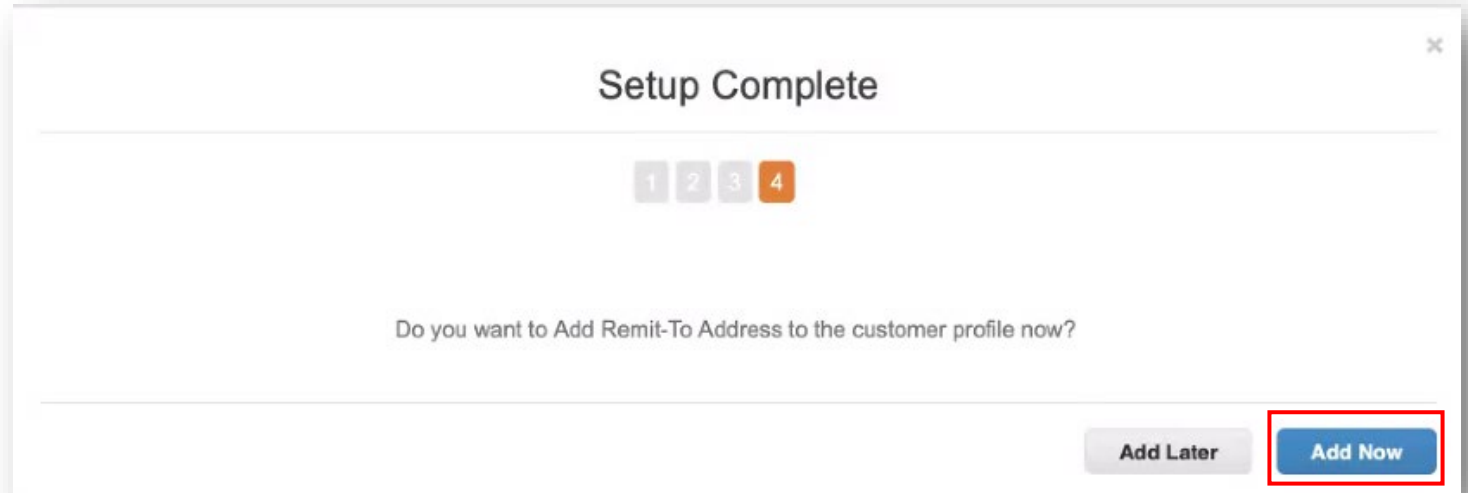 ×
Setup Complete
1 2 3 4
Do you want to Add Remit-To Address to the customer profile now?
Add Later Add Now